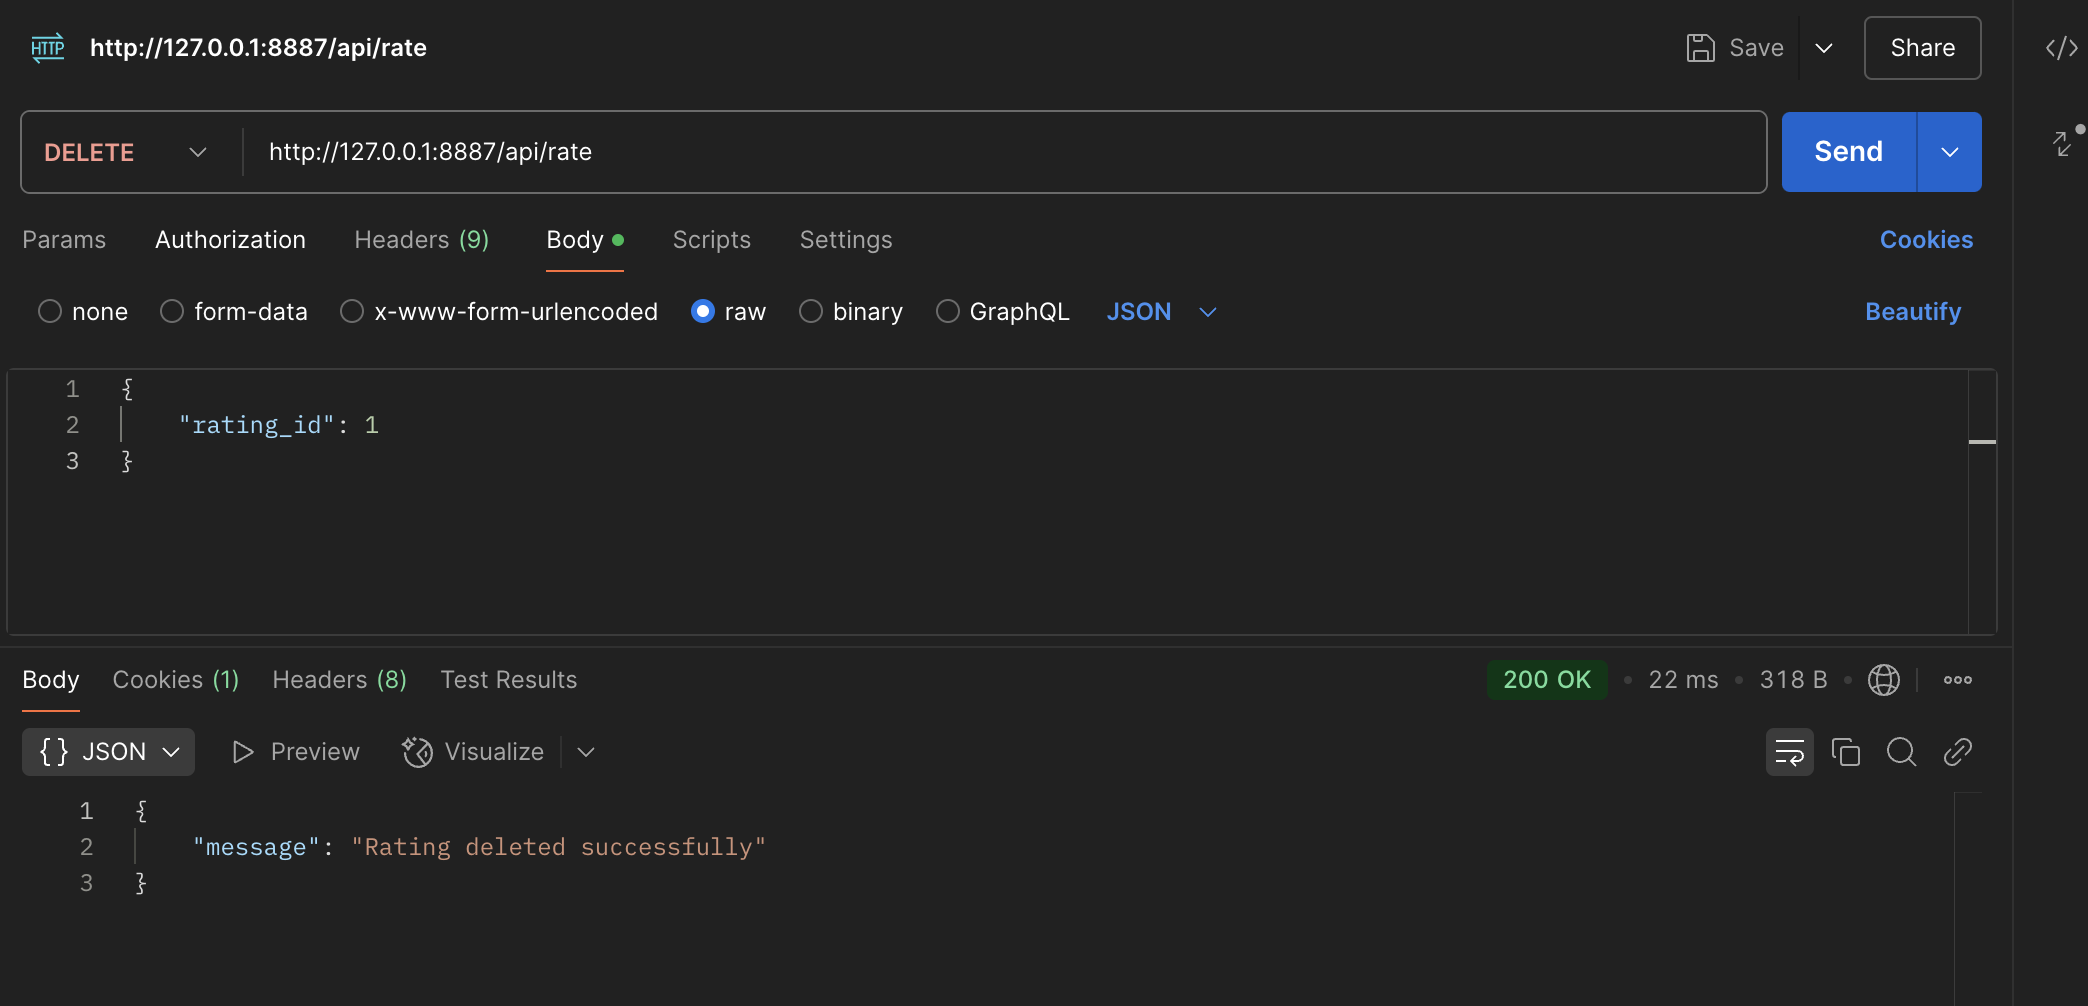 HTTP http://127.0.0.1:8887/api/rate Save Share
DELETE http://127.0.0.1:8887/api/rate Send
Params Authorization Headers (9) Body Scripts Settings Cookies
none form-data x-www-form-urlencoded raw binary GraphQL JSON Beautify
1 {
2 "rating_id": 1
3 }
Body Cookies (1) Headers (8) Test Results 200 OK • 22 ms • 318 B •
{} JSON Preview Visualize
1 {
2 "message": "Rating deleted successfully"
3 }